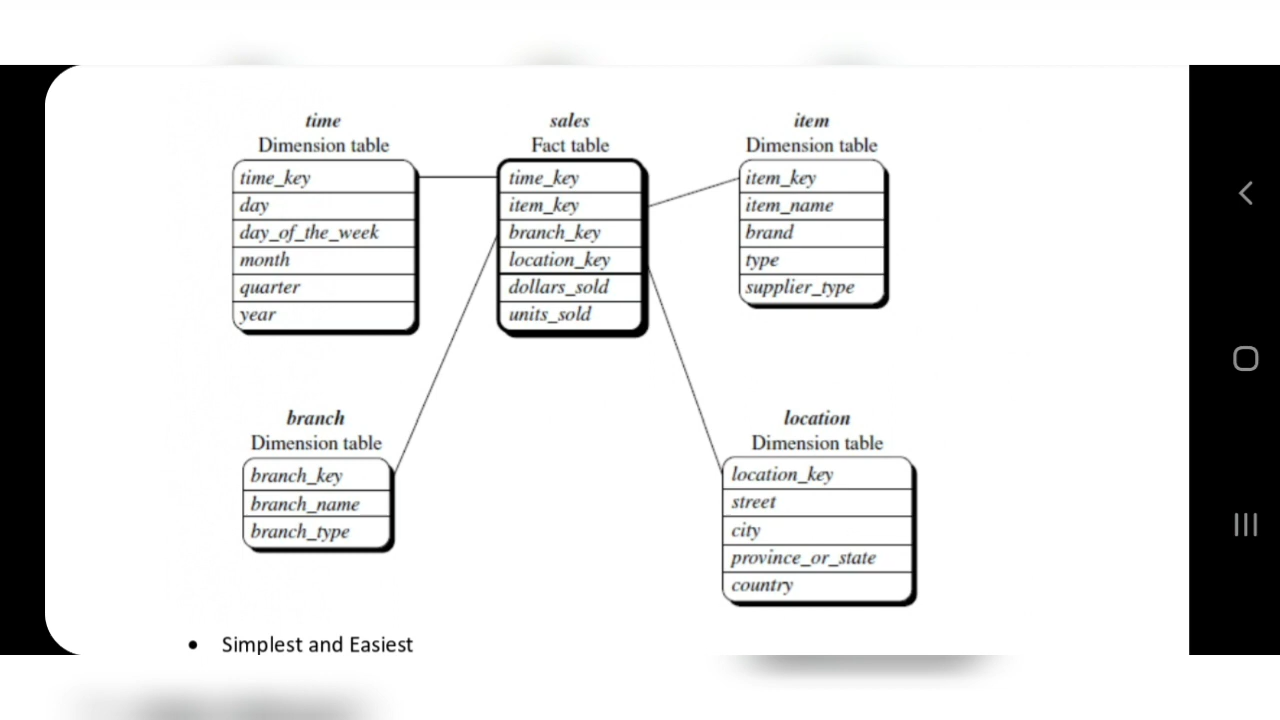 time
Dimension table
time_key
day
day_of_the_week
month
quarter
year
sales
Fact table
time_key
item_key
branch_key
location_key
dollars_sold
units_sold
item
Dimension table
item_key
item_name
brand
type
supplier_type
branch
Dimension table
branch_key
branch_name
branch_type
location
Dimension table
location_key
street
city
province_or_state
country
• Simplest and Easiest